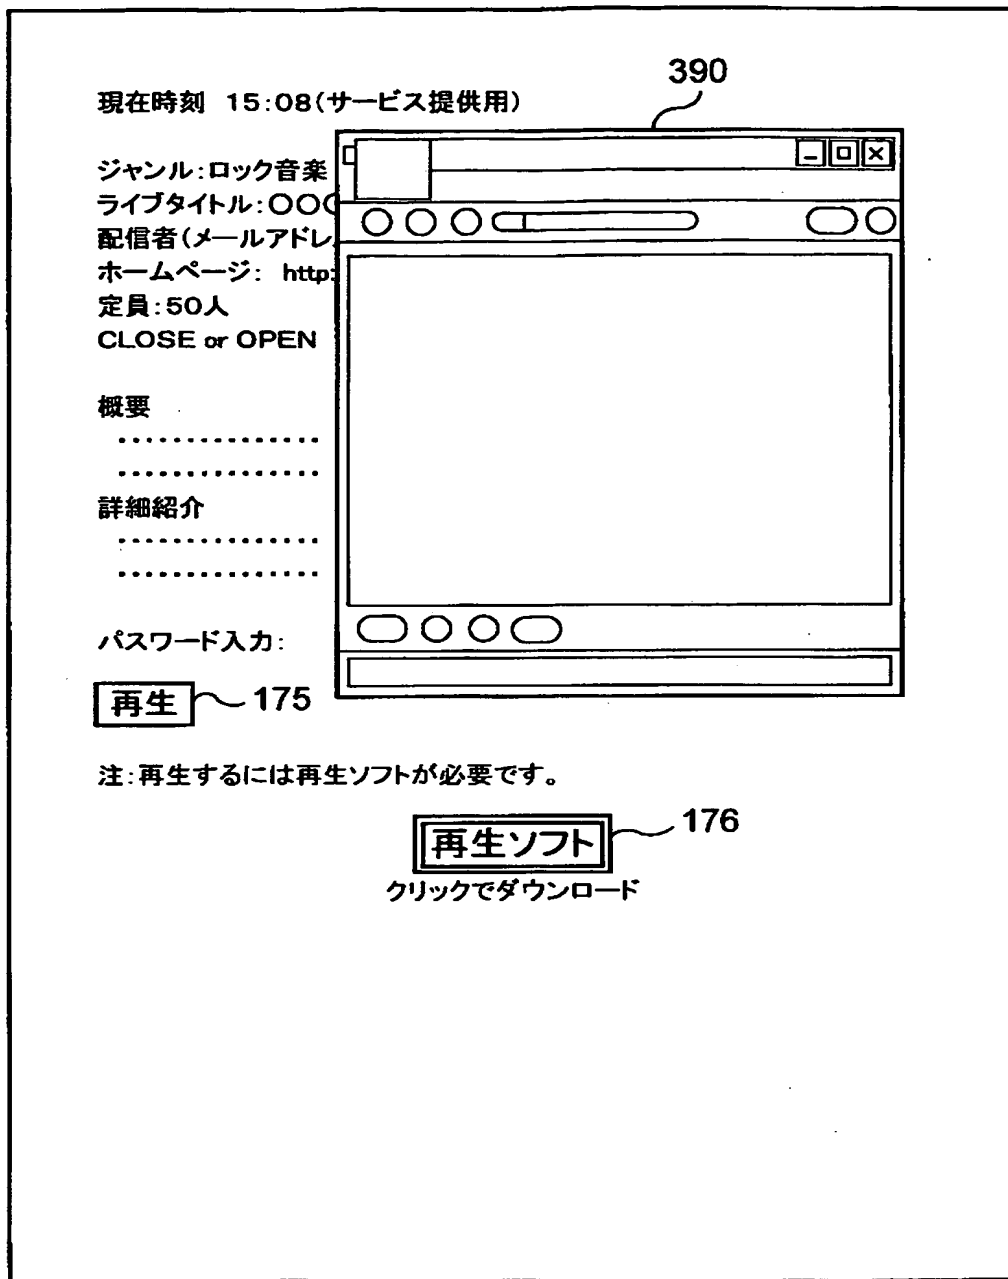 390
現在時刻 15:08(サービス提供用)
ジャンル:ロック音楽
ライブタイトル:〇〇
配信者(メールアドレ
ホームページ: http:
定員:50人
CLOSE or OPEN
概要
...............
...............
詳細紹介
...............
...............
パスワード入力:
再生 175
注:再生するには再生ソフトが必要です。
再生ソフト 176
クリックでダウンロード